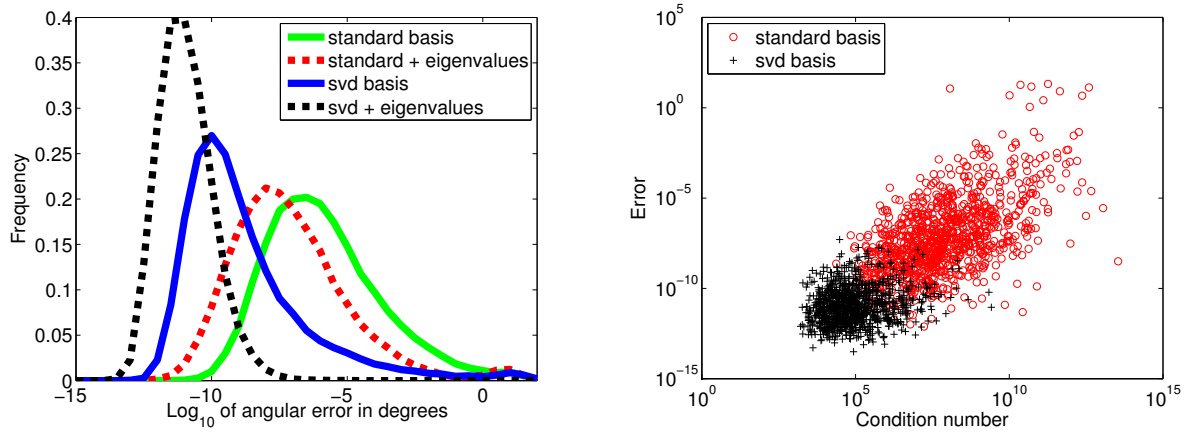 0.4
0.35
0.3
0.25
0.2
0.15
0.1
0.05
0
Frequency
−15
−10
−5
0
Log10 of angular error in degrees
standard basis
standard + eigenvalues
svd basis
svd + eigenvalues
10^5
10^0
10^−5
10^−10
10^−15
Error
10^0
10^5
10^10
10^15
Condition number
standard basis
svd basis